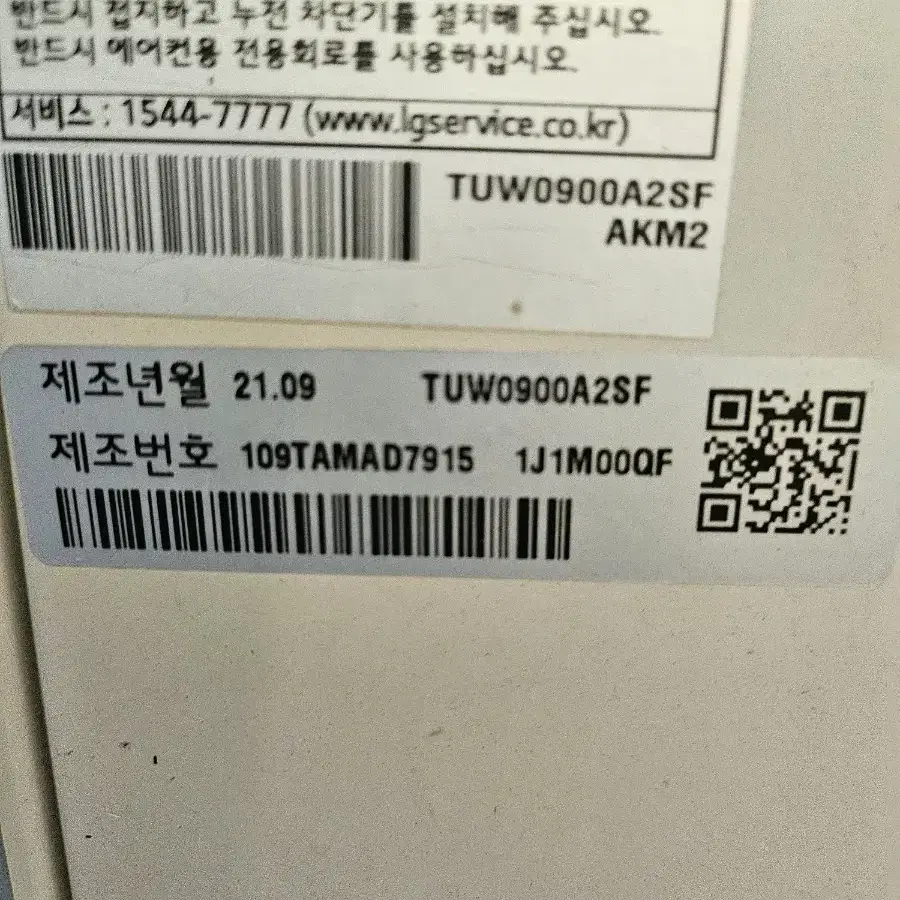 반드시 접지하고 누전 차단기를 설치해 주십시오.
반드시 에어컨용 전용회로를 사용하십시오.
서비스 : 1544-7777 (www.lgservice.co.kr)
TUW0900A2SF
AKM2
제조년월 21.09 TUW0900A2SF
제조번호 109TAMAD7915 1J1M00QF